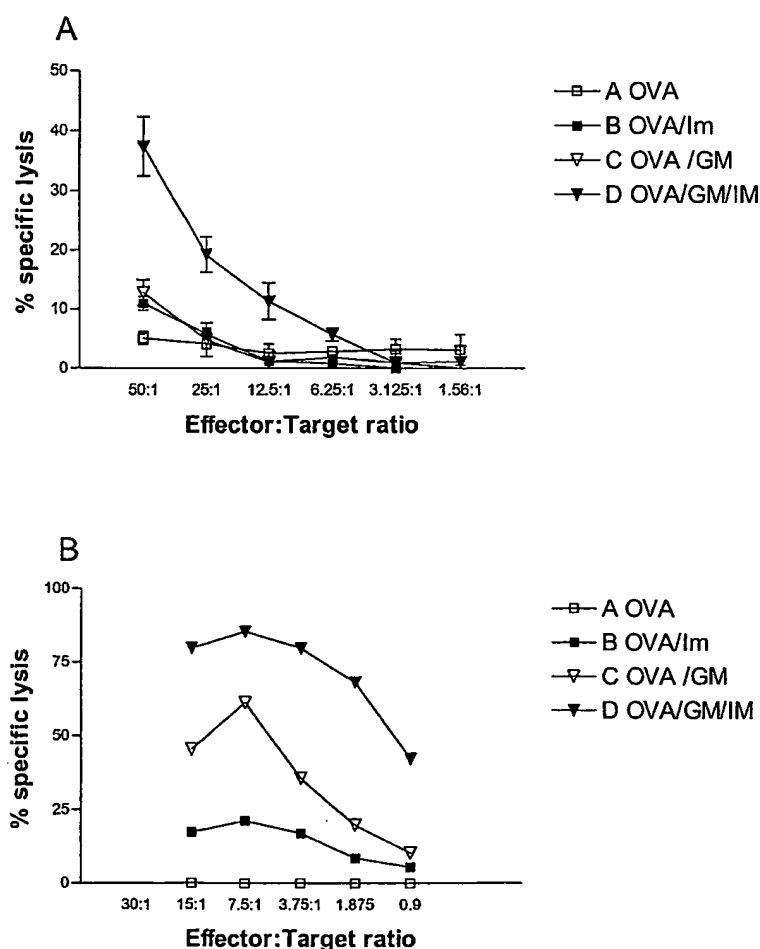 A
50
40
30
20
10
0
% specific lysis
50:1 25:1 12.5:1 6.25:1 3.125:1 1.56:1
Effector:Target ratio
A OVA
B OVA/Im
C OVA /GM
D OVA/GM/IM
B
100
75
50
25
0
% specific lysis
30:1 15:1 7.5:1 3.75:1 1.875 0.9
Effector:Target ratio
A OVA
B OVA/Im
C OVA /GM
D OVA/GM/IM